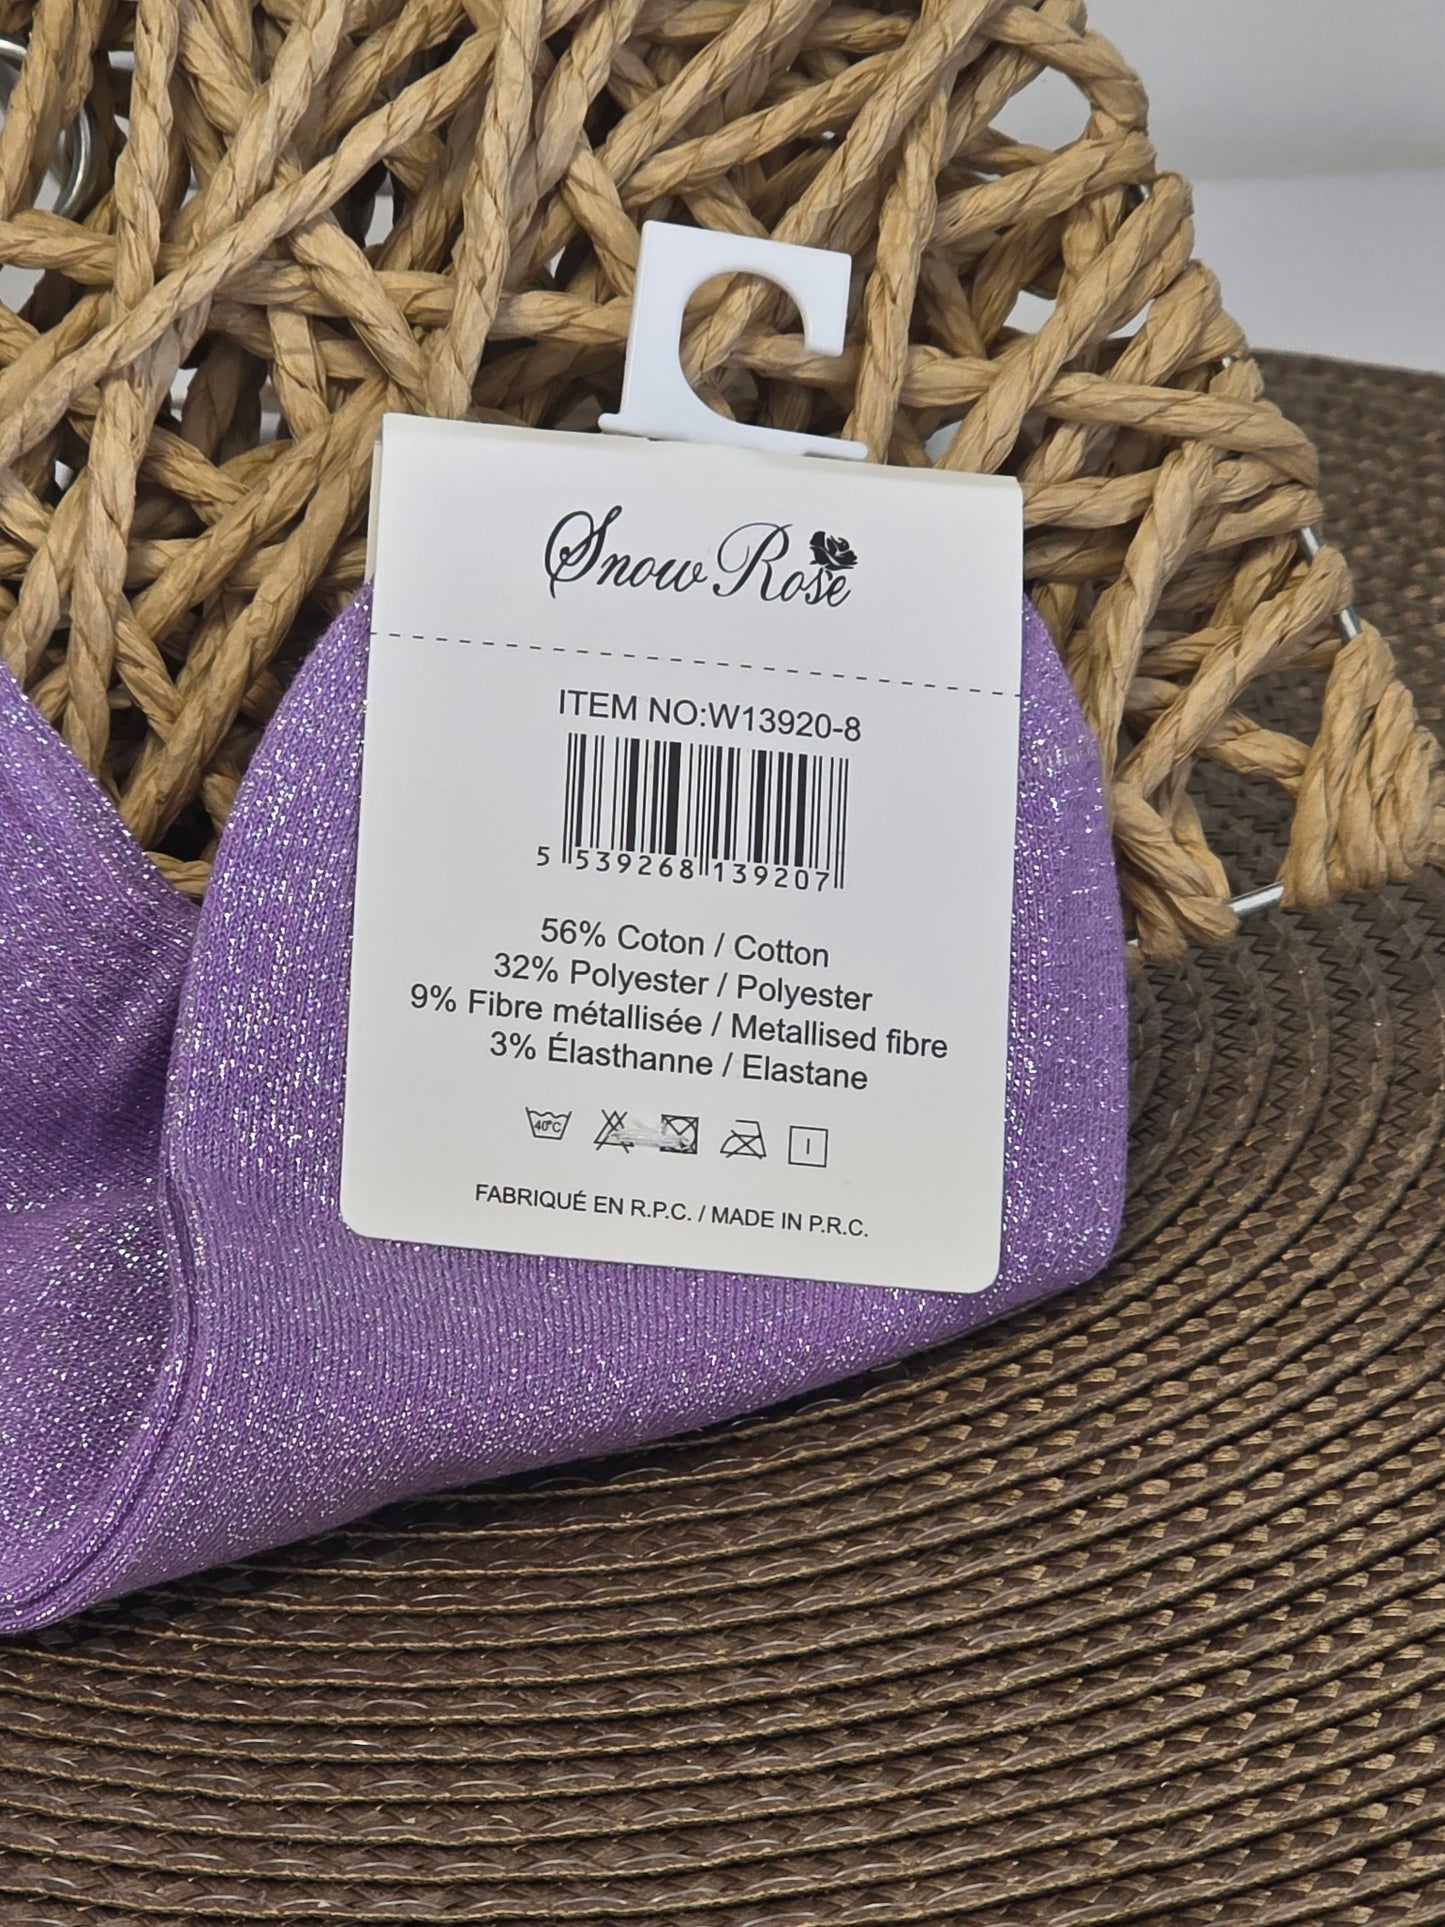 Snow Rose
ITEM NO:W13920-8
5 539268 139207
56% Coton / Cotton
32% Polyester / Polyester
9% Fibre métallisée / Metallised fibre
3% Élasthanne / Elastane
40°C
FABRIQUÉ EN R.P.C. / MADE IN P.R.C.